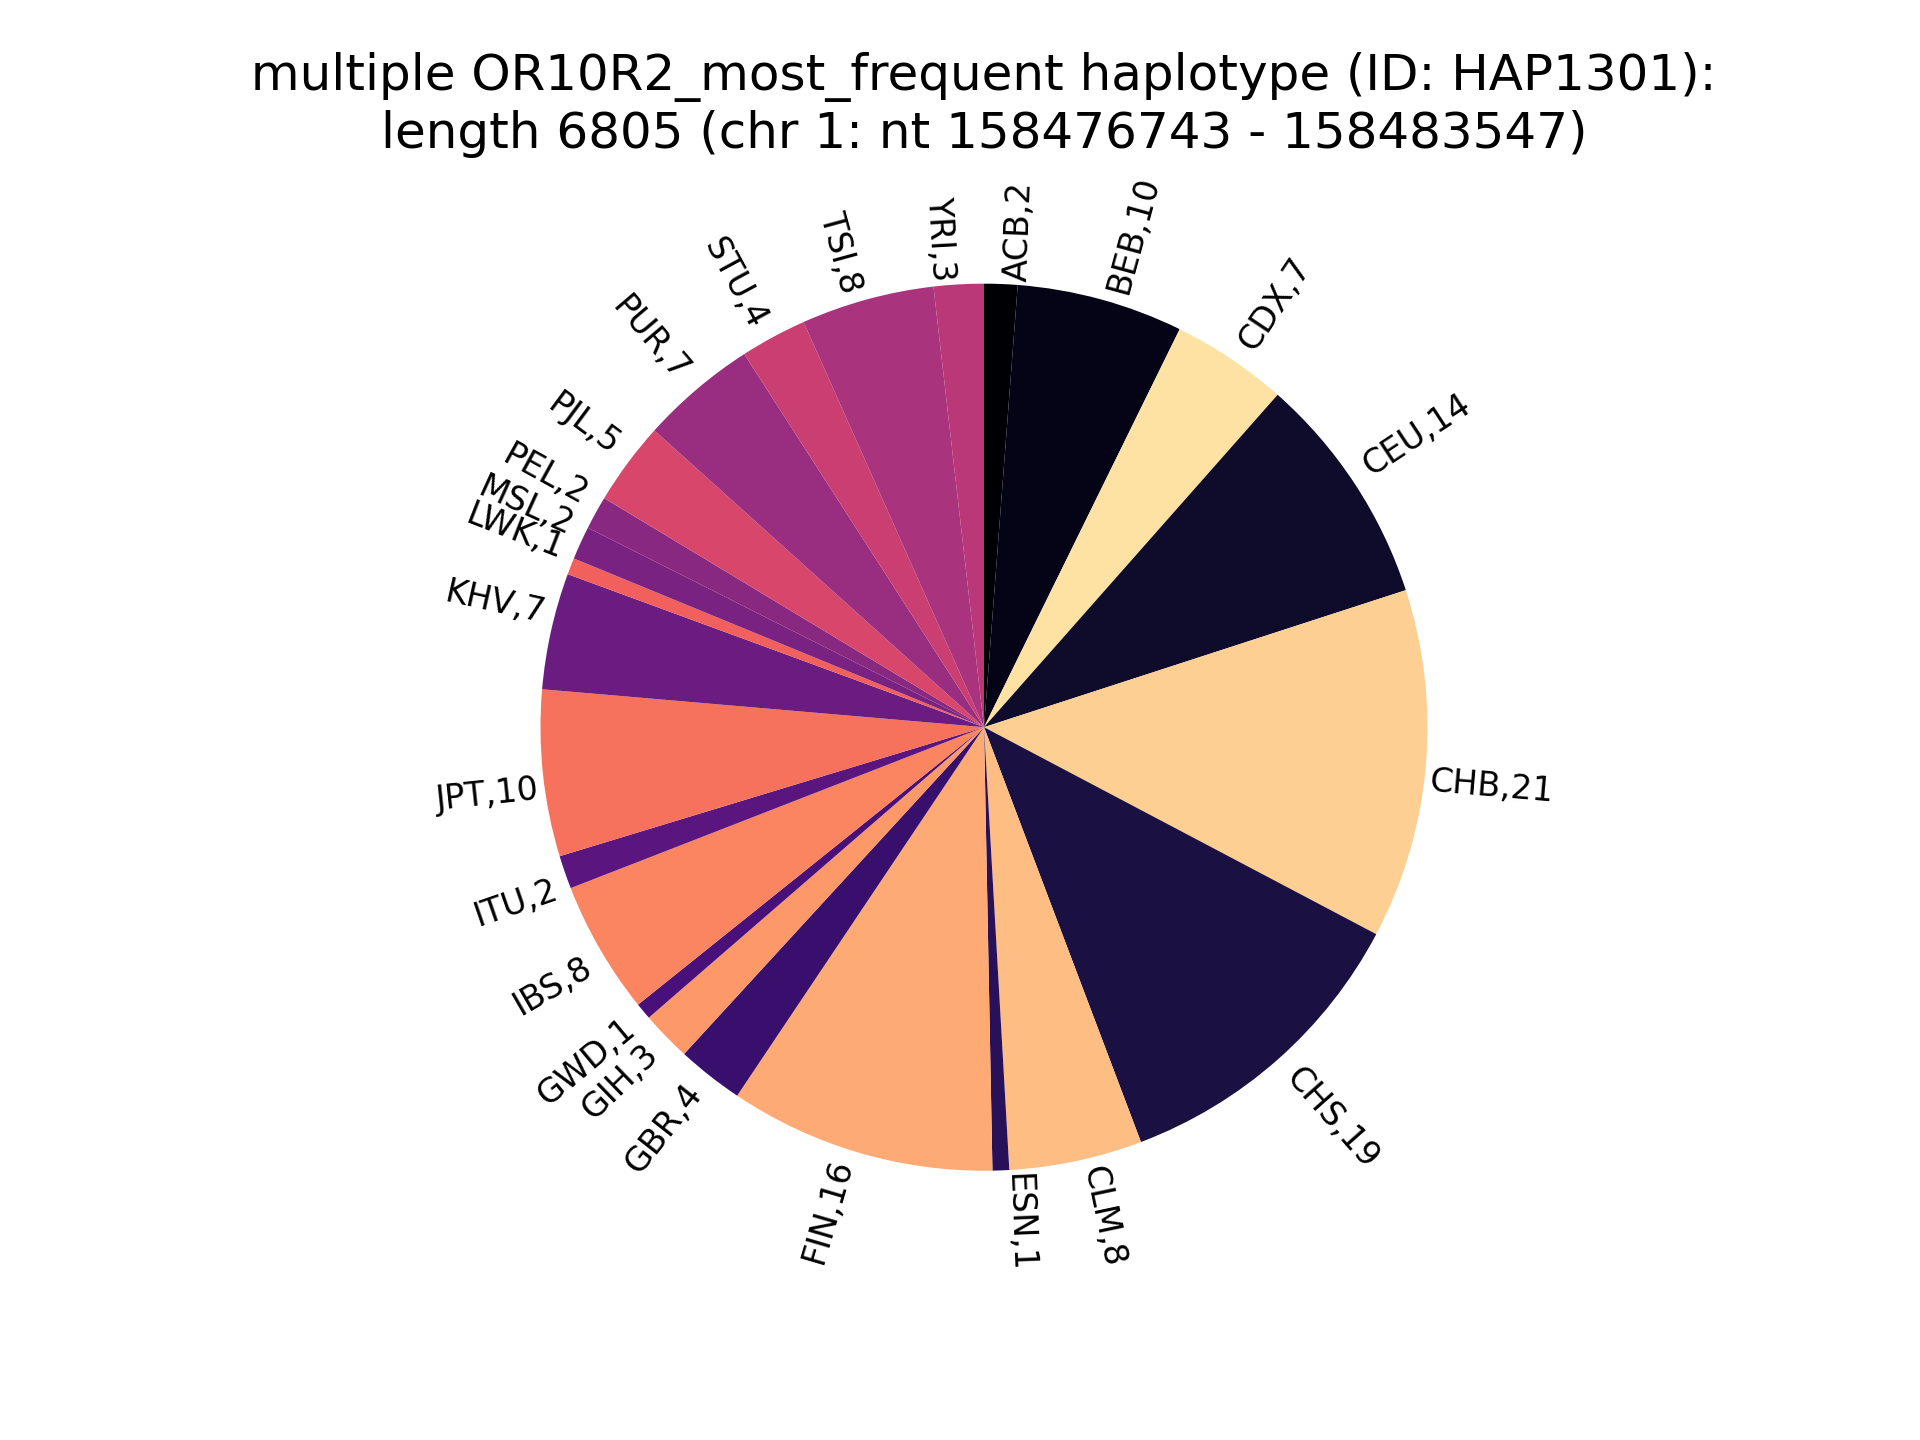 multiple OR10R2_most_frequent haplotype (ID: HAP1301):
length 6805 (chr 1: nt 158476743 - 158483547)
ACB,2
BEB,10
CDX,7
CEU,14
CHB,21
CHS,19
CLM,8
ESN,1
FIN,16
GBR,4
GIH,3
GWD,1
IBS,8
ITU,2
JPT,10
KHV,7
LWK,1
MSL,2
PEL,2
PJL,5
PUR,7
STU,4
TSI,8
YRI,3